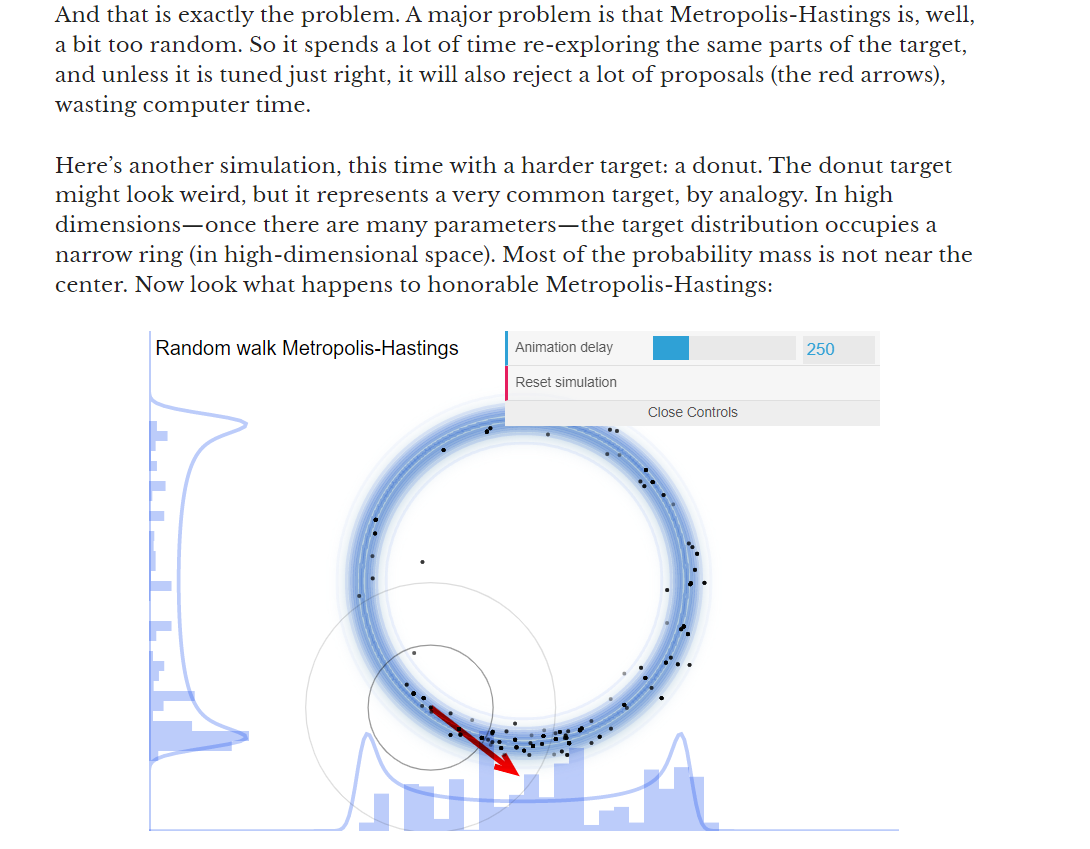 And that is exactly the problem. A major problem is that Metropolis-Hastings is, well,
a bit too random. So it spends a lot of time re-exploring the same parts of the target,
and unless it is tuned just right, it will also reject a lot of proposals (the red arrows),
wasting computer time.
Here’s another simulation, this time with a harder target: a donut. The donut target
might look weird, but it represents a very common target, by analogy. In high
dimensions—once there are many parameters—the target distribution occupies a
narrow ring (in high-dimensional space). Most of the probability mass is not near the
center. Now look what happens to honorable Metropolis-Hastings:
Random walk Metropolis-Hastings
Animation delay 250
Reset simulation
Close Controls